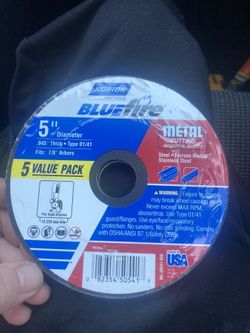 NORTON
BLUEfire
5" Diameter
.045" Thick • Type 01/41
Fits: 7/8" Arbors
METAL
CUTTING
Steel • Ferrous Metals
Stainless Steel
5 VALUE PACK
WARNING Failure to comply
may break wheel causing injury.
Never exceed MAX RPM,
abuse/drop. Use Type 01/41
guard/flanges. Use eye/face/respiratory
protection. No sanders. No side grinding.
Comply with OSHA/ANSI B7.1/Safety
USA
0 82354 50541